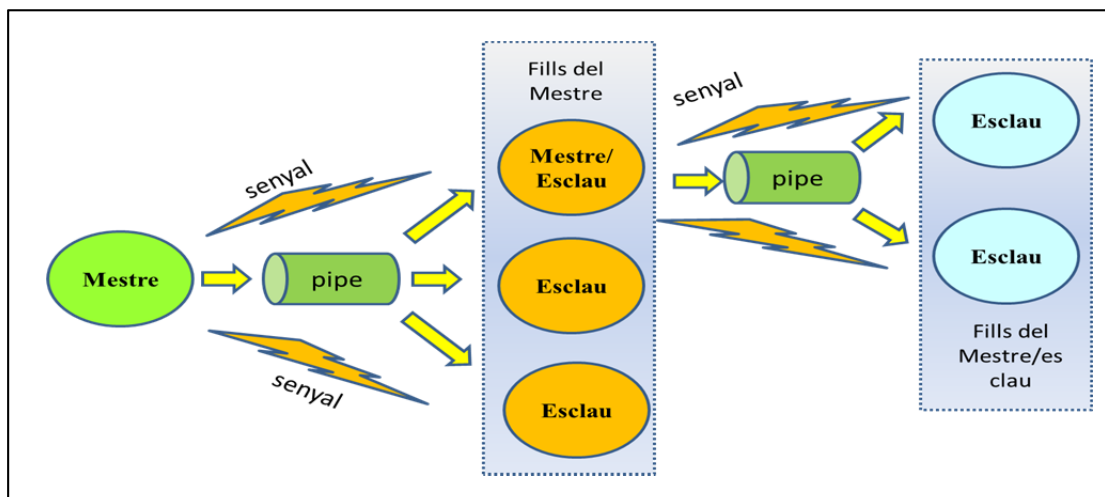 senyal
Mestre
pipe
senyal
Fills del
Mestre
Mestre/
Esclau
Esclau
Esclau
senyal
pipe
Esclau
Esclau
Fills del
Mestre/es
clau